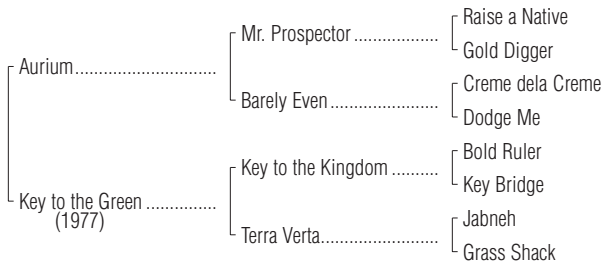 Raise a Native
Mr. Prospector ..................
Gold Digger
Aurium..............................
Creme dela Creme
Barely Even .......................
Dodge Me
Bold Ruler
Key to the Kingdom ..........
Key Bridge
Key to the Green ...............
(1977)
Jabneh
Terra Verta.........................
Grass Shack